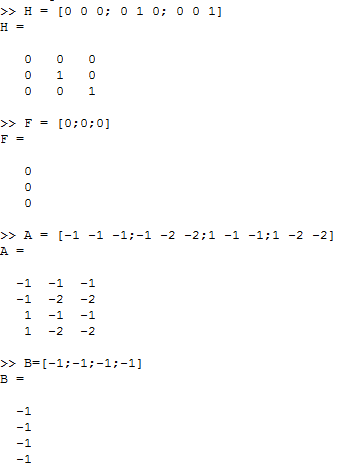 >> H = [0 0 0; 0 1 0; 0 0 1]
H =
0 0 0
0 1 0
0 0 1
>> F = [0;0;0]
F =
0
0
0
>> A = [-1 -1 -1;-1 -2 -2;1 -1 -1;1 -2 -2]
A =
-1 -1 -1
-1 -2 -2
1 -1 -1
1 -2 -2
>> B=[-1;-1;-1;-1]
B =
-1
-1
-1
-1